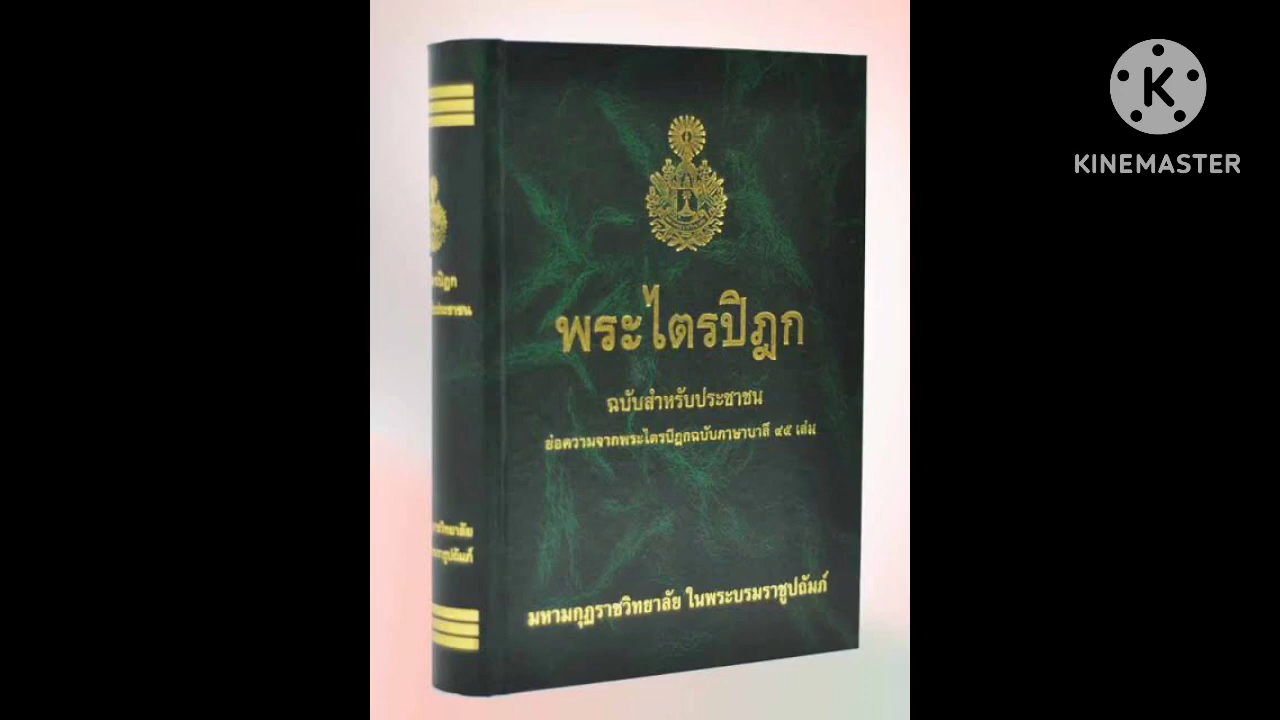 พระไตรปิฎก
ฉบับสำหรับประชาชน
ย่อความจากพระไตรปิฎกฉบับภาษาบาลี ๔๕ เล่ม
มหามกุฏราชวิทยาลัย ในพระบรมราชูปถัมภ์
K
KINEMASTER